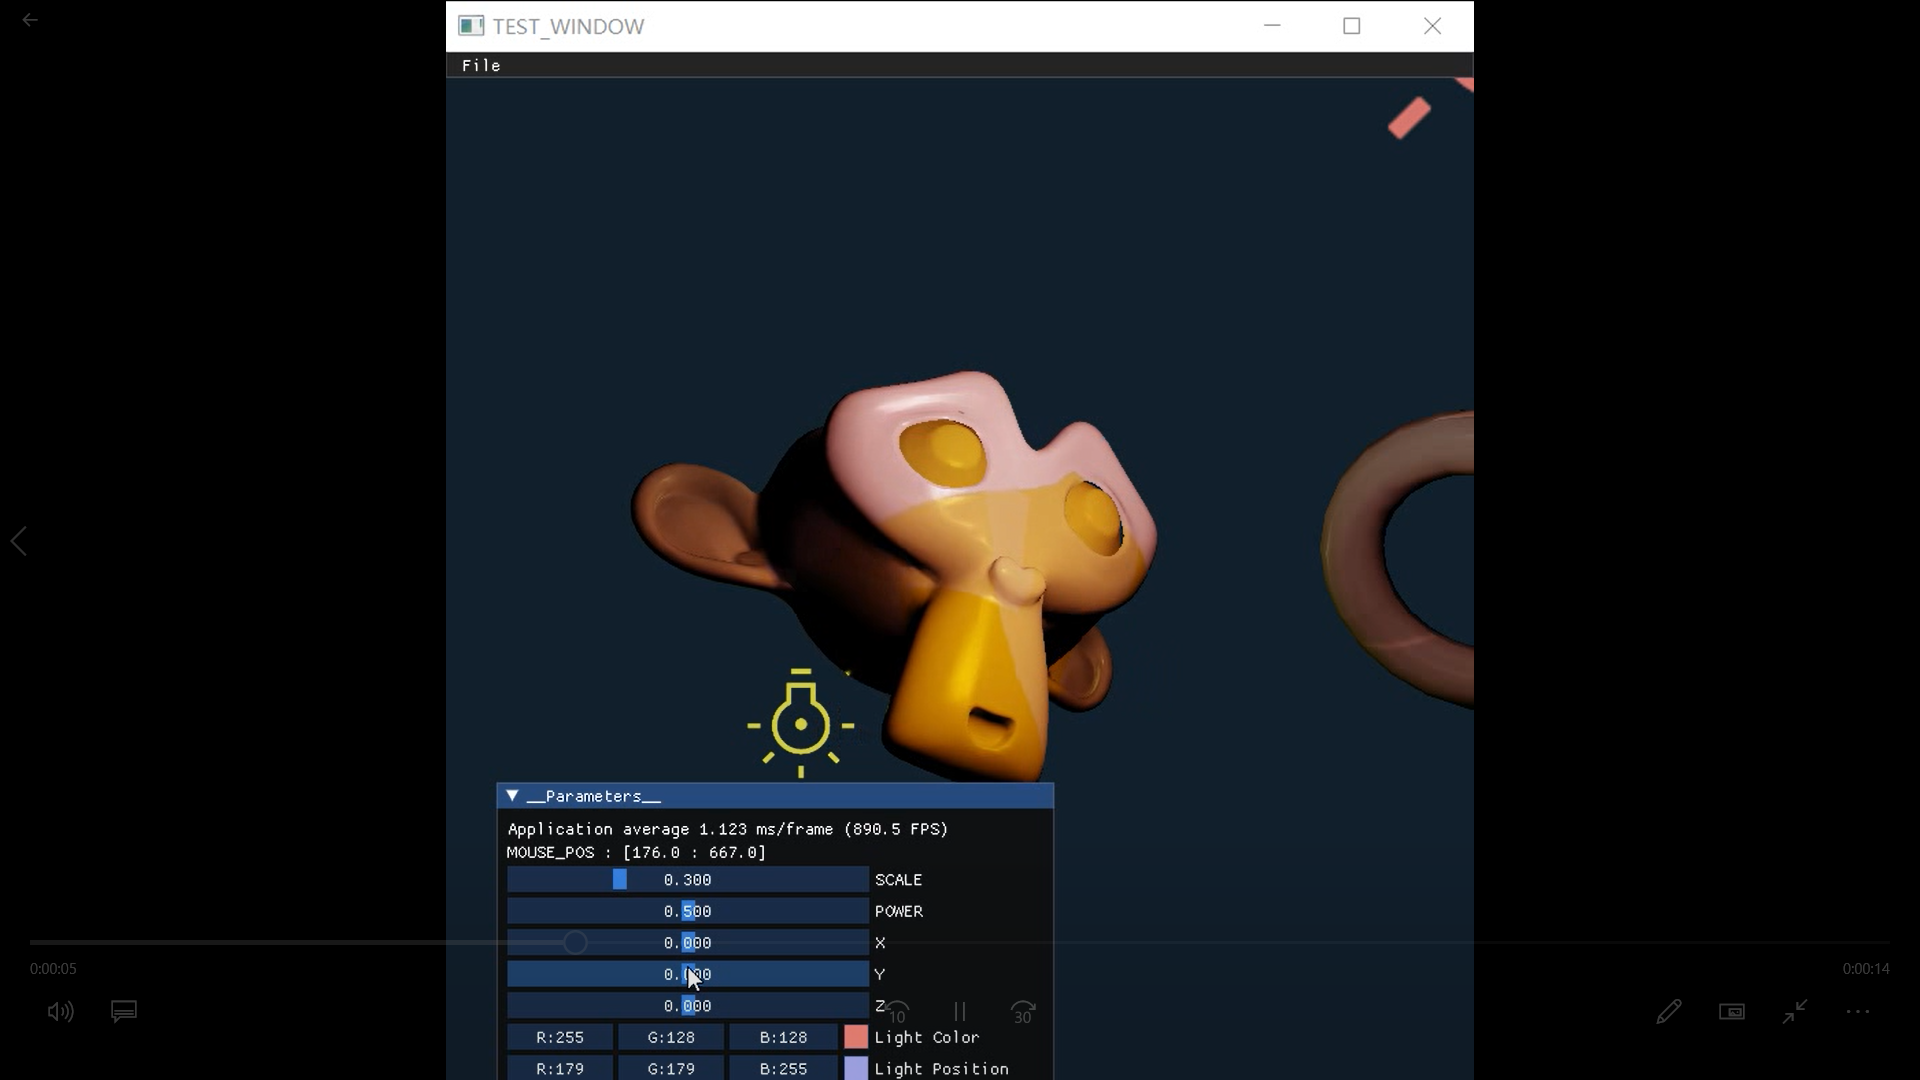 TEST_WINDOW
File
__Parameters__
Application average 1.123 ms/frame (890.5 FPS)
MOUSE_POS : [176.0 : 667.0]
0.300 SCALE
0.500 POWER
0.000 X
0.000 Y
0.000 Z
R:255 G:128 B:128 Light Color
R:179 G:179 B:255 Light Position
0:00:05
0:00:14
10
30